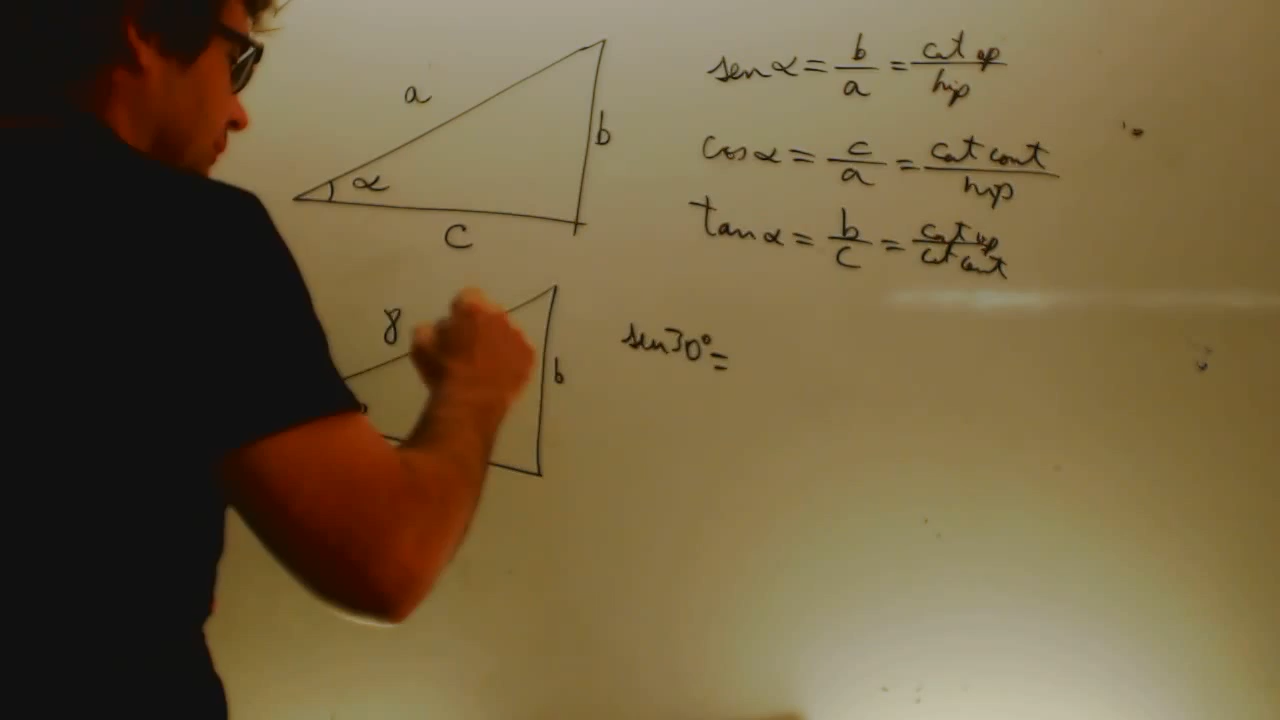 a
b
α
c
sen α = b/a = cat op/hip
cos α = c/a = cat cont/hip
tan α = b/c = cat op/cat cont
8
b
sen 30° =